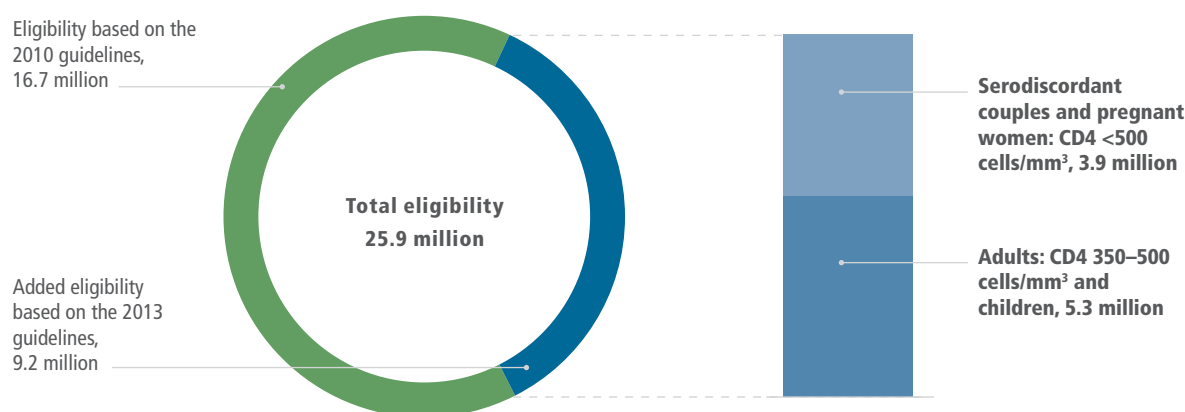 Eligibility based on the
2010 guidelines,
16.7 million
Added eligibility
based on the 2013
guidelines,
9.2 million
Total eligibility
25.9 million
Serodiscordant
couples and pregnant
women: CD4 <500
cells/mm³, 3.9 million
Adults: CD4 350–500
cells/mm³ and
children, 5.3 million